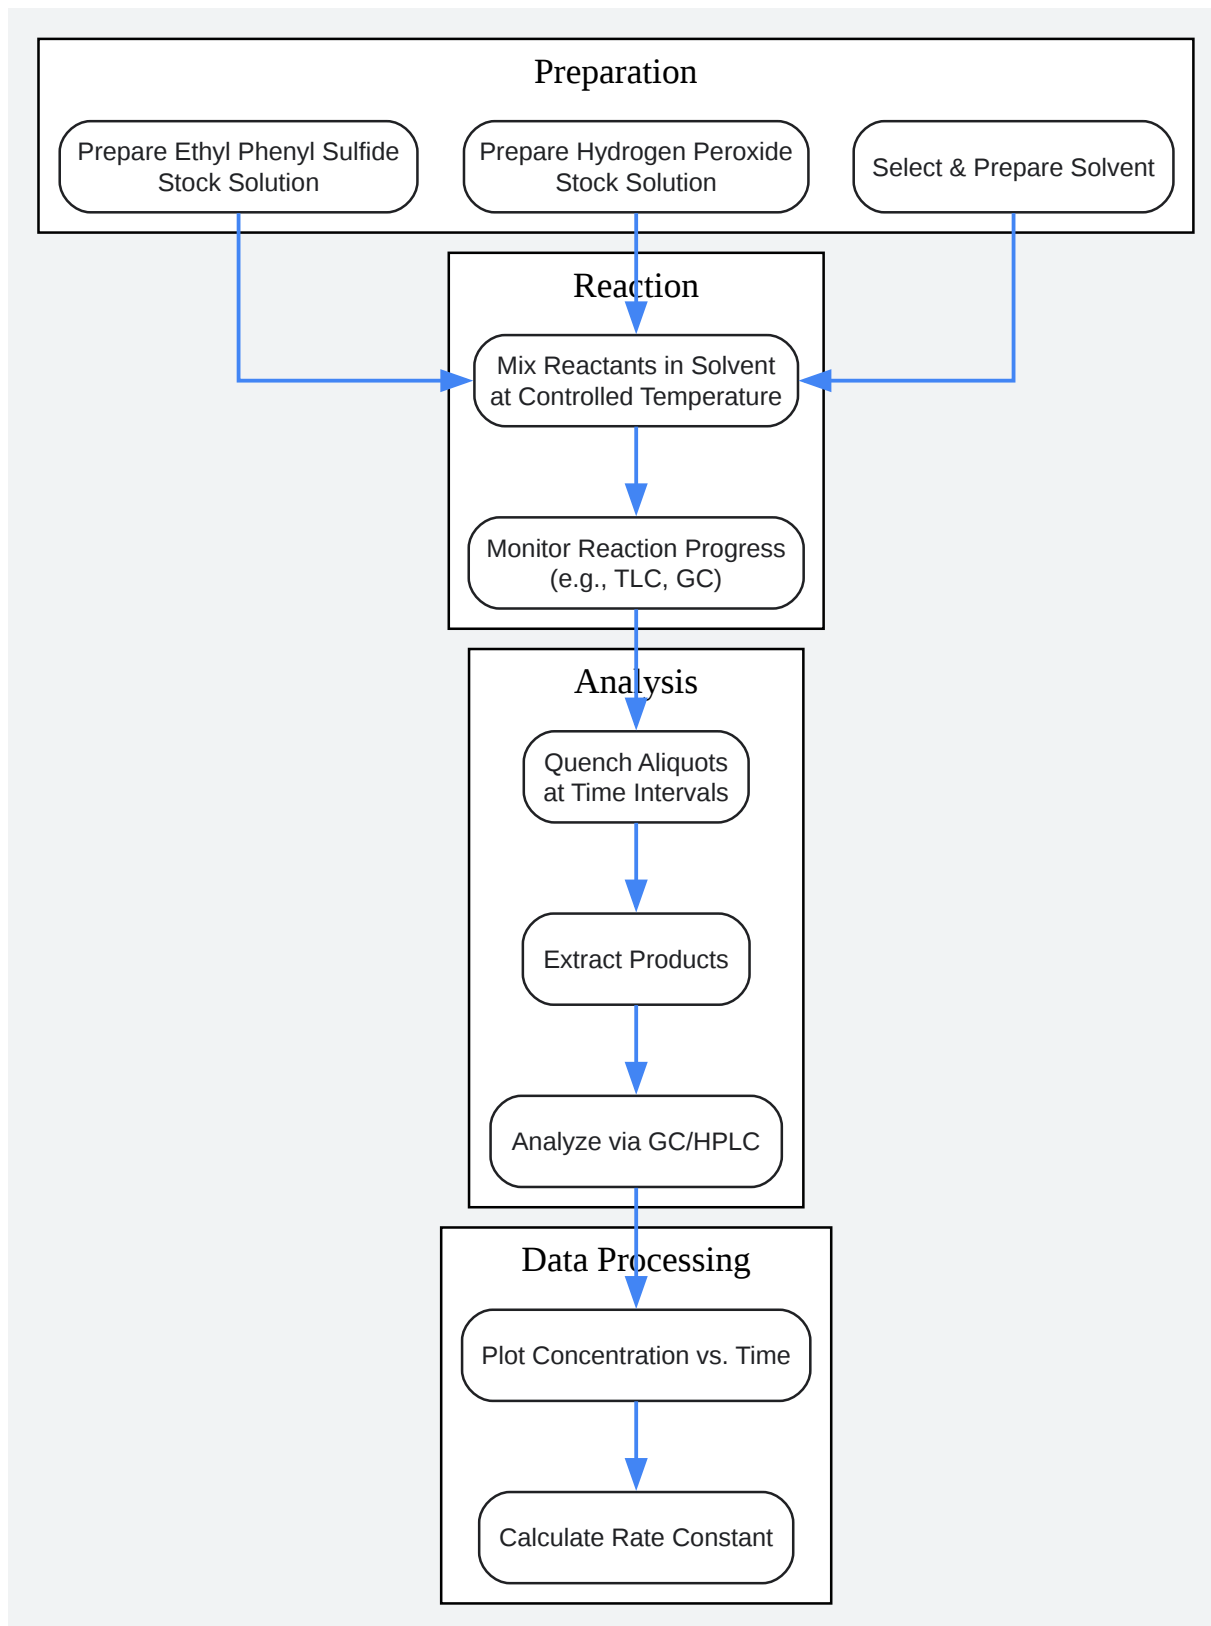 Preparation
Prepare Ethyl Phenyl Sulfide
Stock Solution
Prepare Hydrogen Peroxide
Stock Solution
Select & Prepare Solvent
Reaction
Mix Reactants in Solvent
at Controlled Temperature
Monitor Reaction Progress
(e.g., TLC, GC)
Analysis
Quench Aliquots
at Time Intervals
Extract Products
Analyze via GC/HPLC
Data Processing
Plot Concentration vs. Time
Calculate Rate Constant